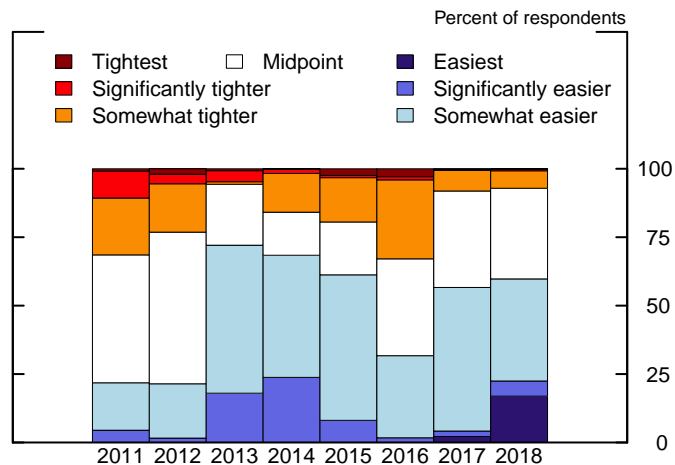 Percent of respondents
Tightest Midpoint Easiest
Significantly tighter Significantly easier
Somewhat tighter Somewhat easier
100
75
50
25
0
2011 2012 2013 2014 2015 2016 2017 2018